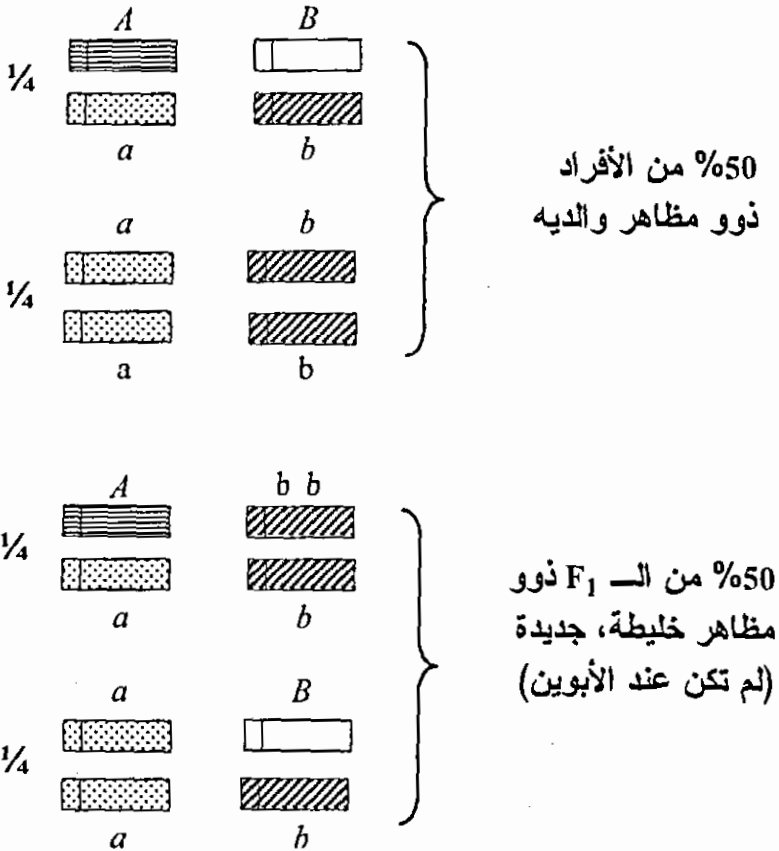 A B
¼
a b
50% من الأفراد
ذوو مظاهر والديه
a b
¼
a b
A b b
¼
a b
50% من الــ F₁ ذوو
مظاهر خليطة، جديدة
(لم تكن عند الأبوين)
a B
¼
a b